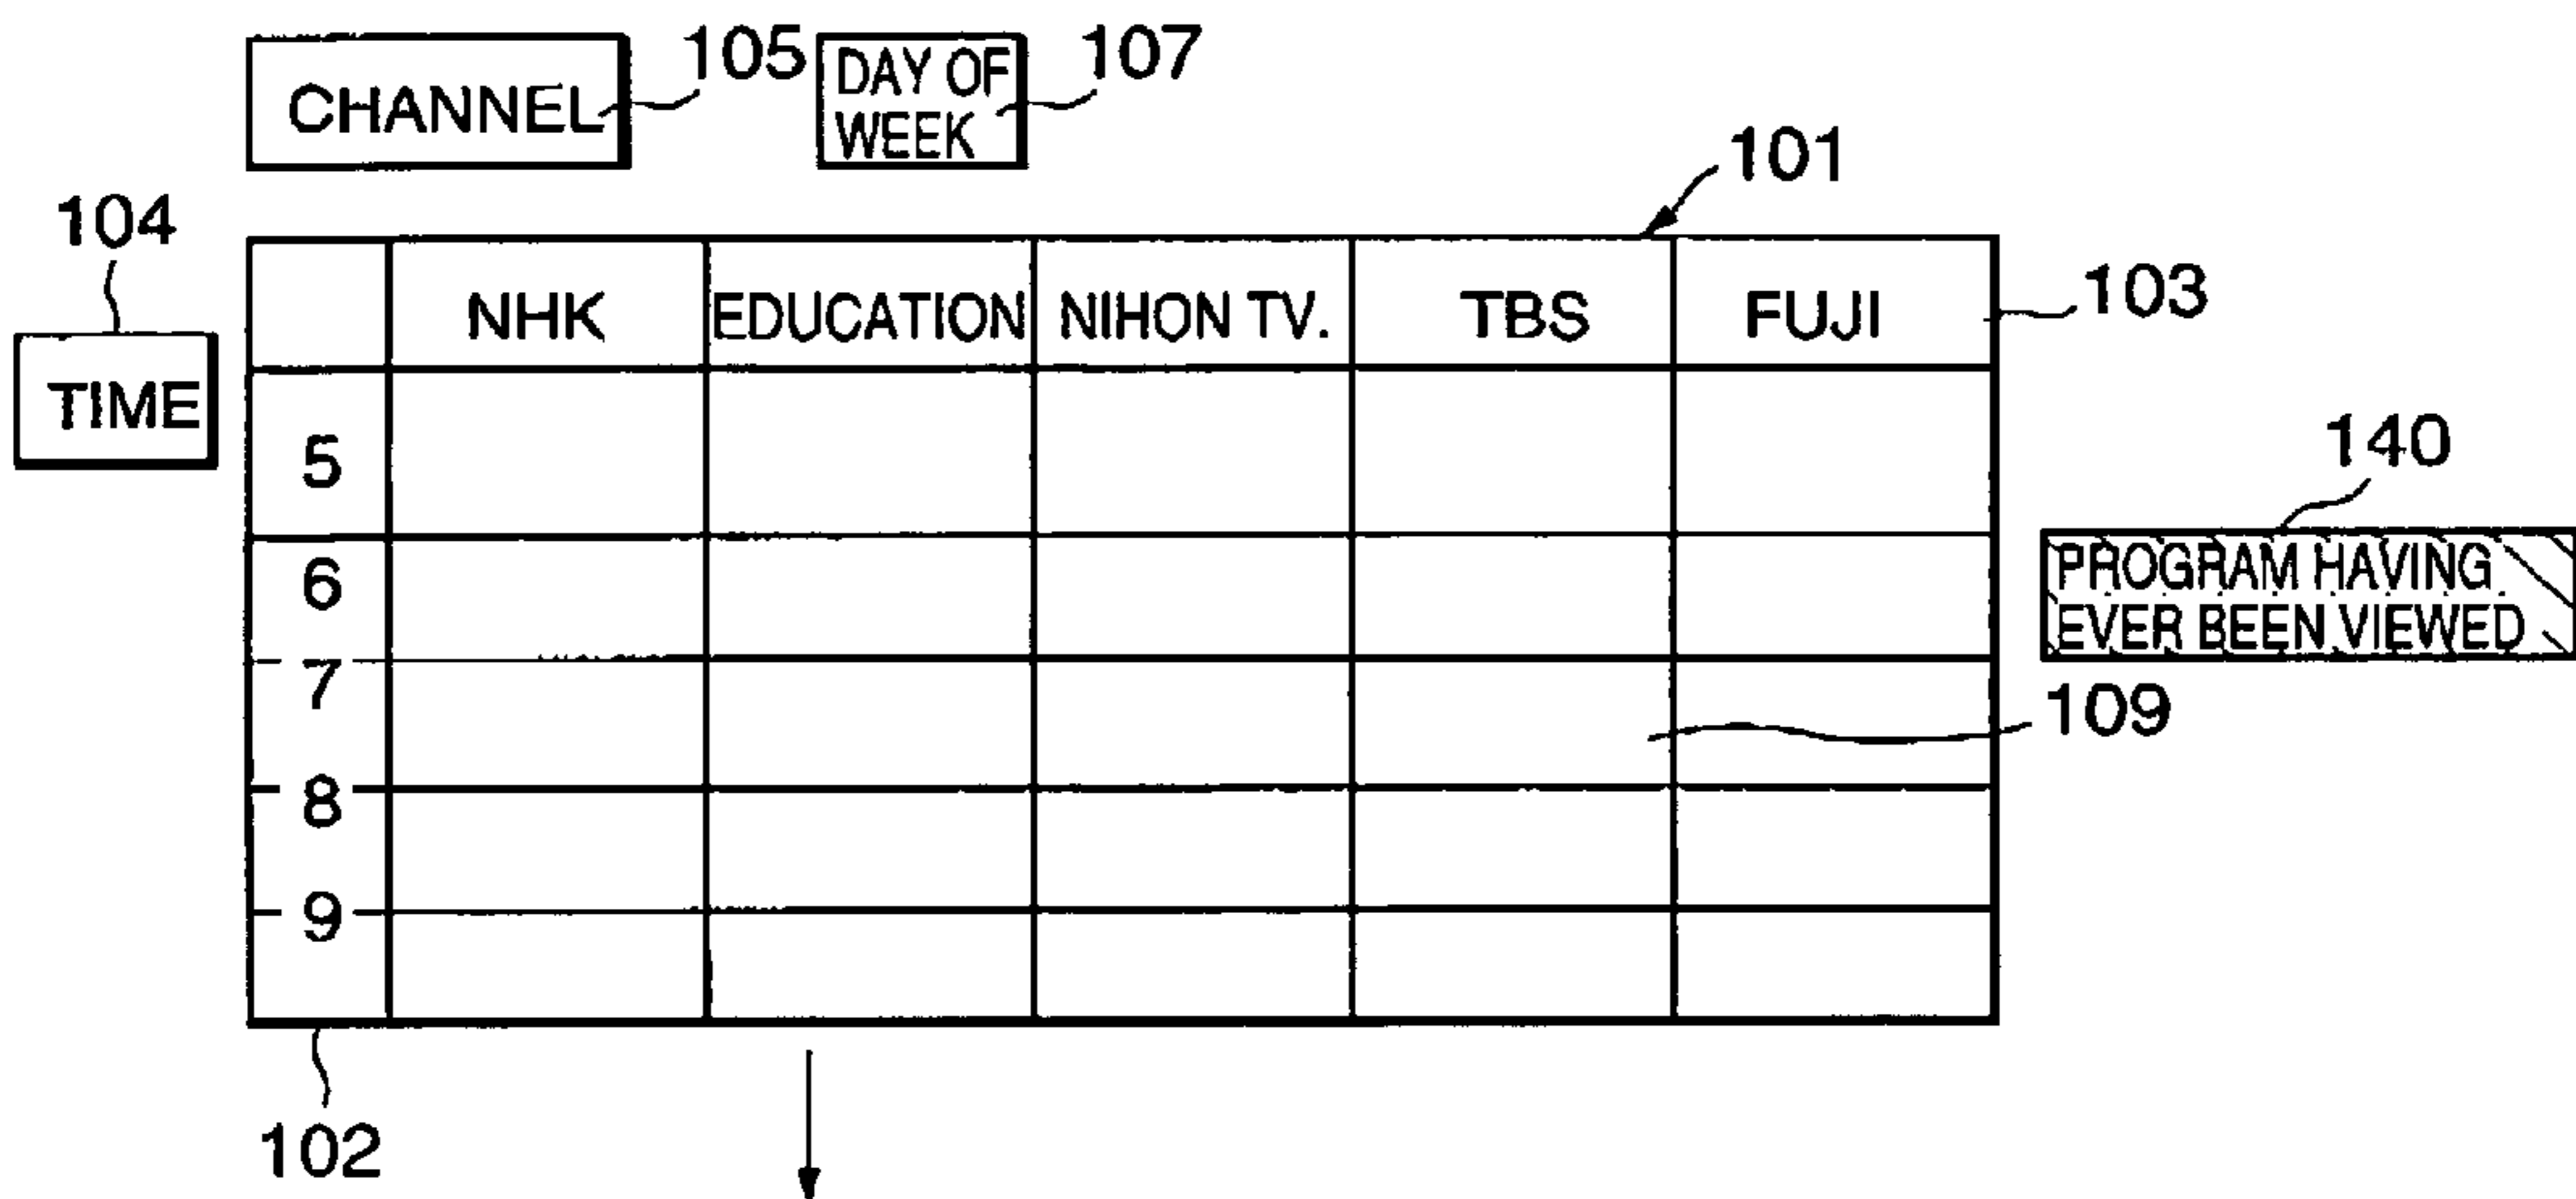 CHANNEL
105
DAY OF
WEEK
107
101
104
TIME
NHK
EDUCATION
NIHON TV.
TBS
FUJI
103
5
6
7
8
9
140
PROGRAM HAVING
EVER BEEN VIEWED
109
102